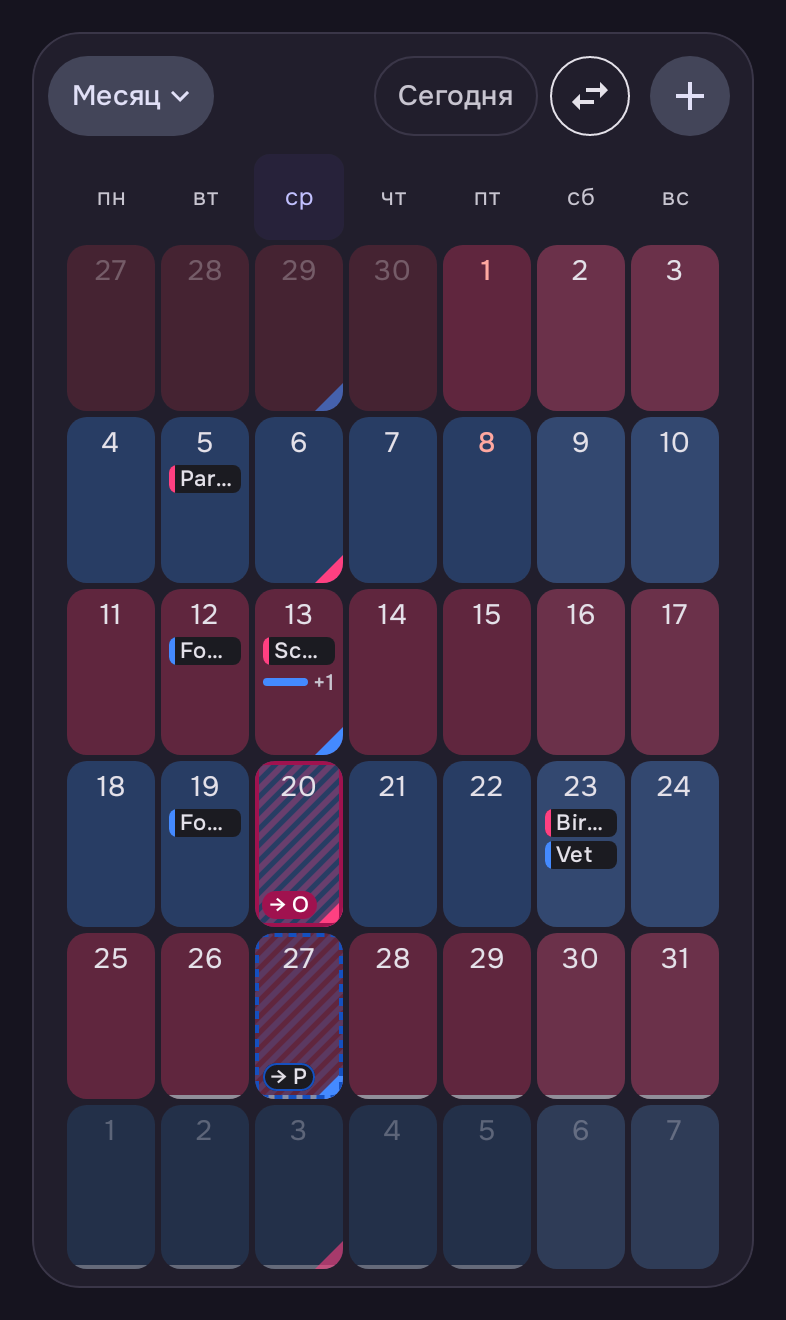 Месяц Сегодня
пн вт ср чт пт сб вс
27 28 29 30 1 2 3
4 5 6 7 8 9 10
Par...
11 12 13 14 15 16 17
Fo... Sc...
+1
18 19 20 21 22 23 24
Fo... Bir...
Vet
→ O
25 26 27 28 29 30 31
→ P
1 2 3 4 5 6 7